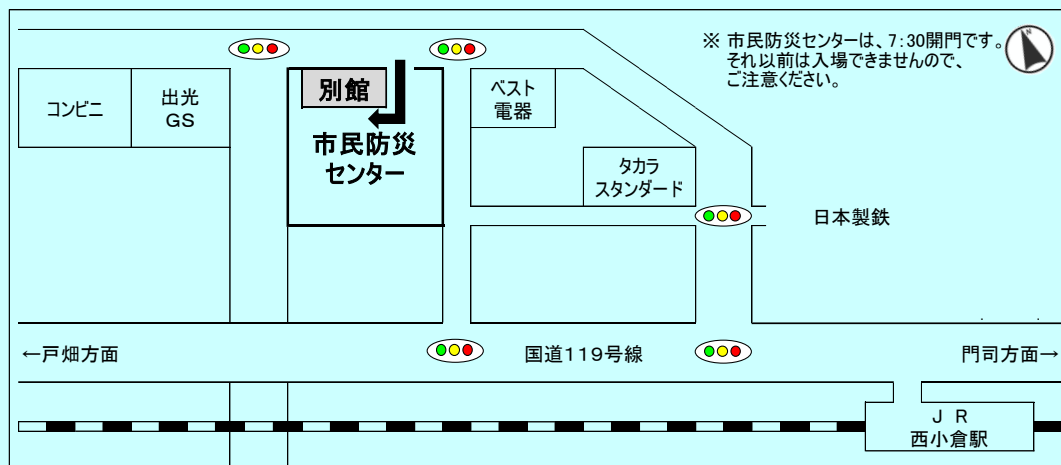 ※ 市民防災センターは、7:30開門です。
それ以前は入場できませんので、
ご注意ください。
N
コンビニ
出光
GS
別館
市民防災
センター
ベスト
電器
タカラ
スタンダード
日本製鉄
←戸畑方面
国道119号線
門司方面→
JR
西小倉駅